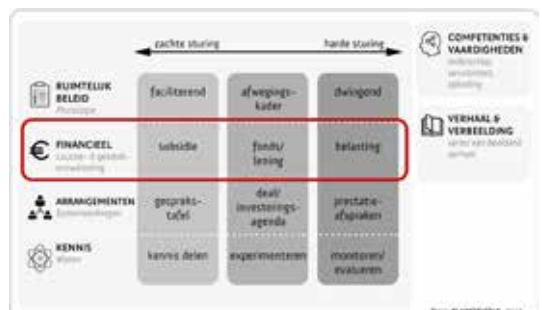 zachte sturing
harde sturing
COMPETENTIES &
VAARDIGHEDEN
RUIMTELIJK
BELEID
faciliterend
afwegings-
kader
dwingend
VERHAAL &
VERBEELDING
FINANCIEEL
subsidie
fonds/
lening
belasting
ARRANGEMENTEN
gespreks-
tafel
deal/
investerings-
agenda
prestatie-
afspraken
KENNIS
kennis delen
experimenteren
monitoren/
evalueren